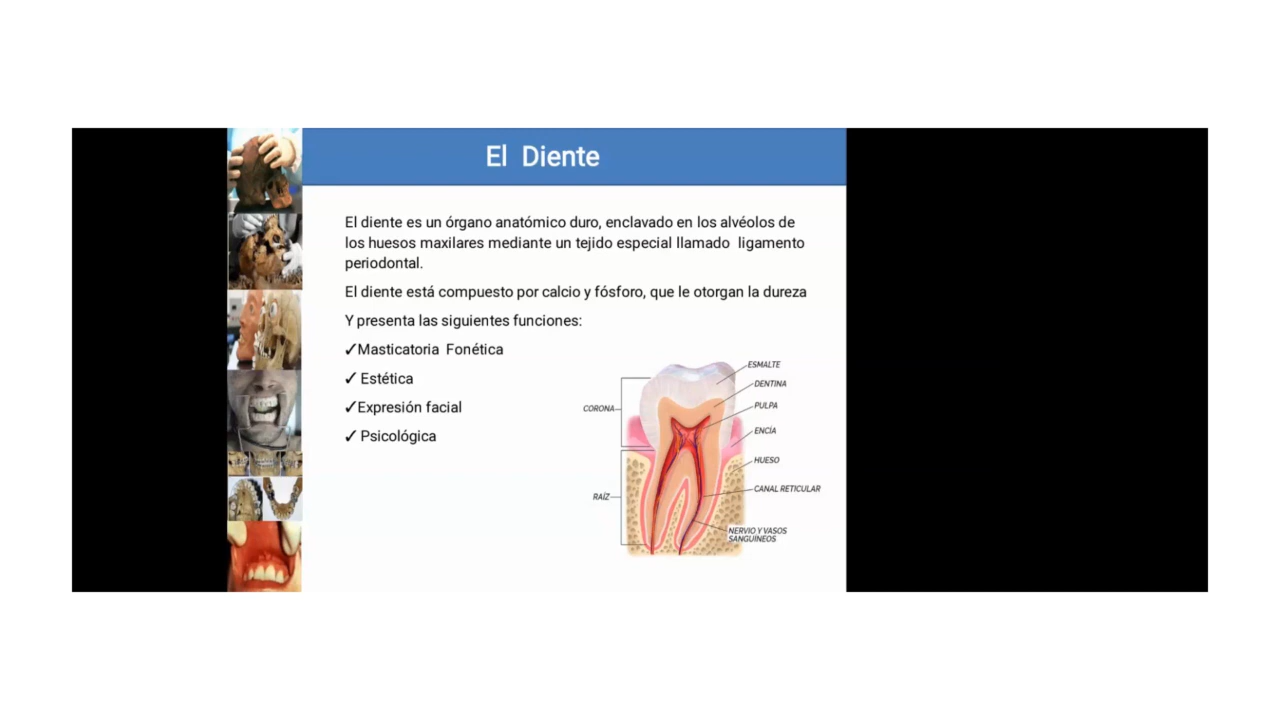 El Diente
El diente es un órgano anatómico duro, enclavado en los alvéolos de
los huesos maxilares mediante un tejido especial llamado ligamento
periodontal.
El diente está compuesto por calcio y fósforo, que le otorgan la dureza
Y presenta las siguientes funciones:
✓Masticatoria Fonética
✓ Estética
✓Expresión facial
✓ Psicológica
ESMALTE
DENTINA
CORONA
PULPA
ENCÍA
HUESO
CANAL RETICULAR
RAÍZ
NERVIO Y VASOS
SANGUÍNEOS